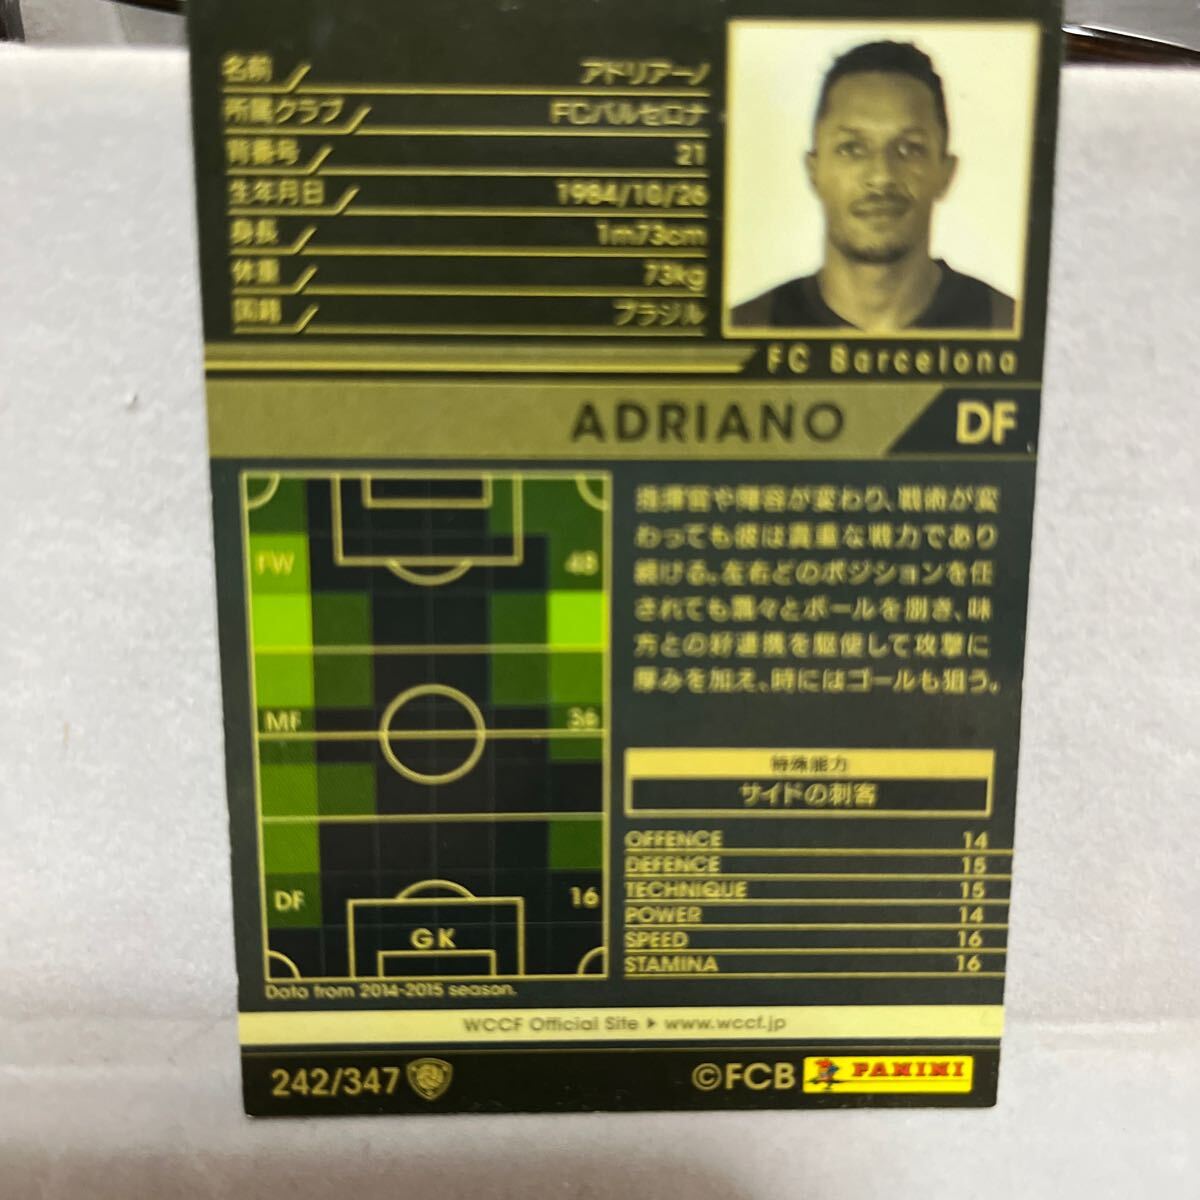 名前 アドリアーノ
所属クラブ FCバルセロナ
背番号 21
生年月日 1984/10/26
身長 1m73cm
体重 73kg
国籍 ブラジル
FC Barcelona
ADRIANO DF
FW 48
MF 36
DF 16
GK
Data from 2014-2015 season.
指揮官や陣容が変わり、戦術が変
わっても彼は貴重な戦力であり
続ける。左右どのポジションを任
されても飄々とボールを捌き、味
方との好連携を駆使して攻撃に
厚みを加え、時にはゴールも狙う。
特殊能力
サイドの刺客
OFFENCE 14
DEFENCE 15
TECHNIQUE 15
POWER 14
SPEED 16
STAMINA 16
WCCF Official Site ▶ www.wccf.jp
242/347
©FCB PANINI